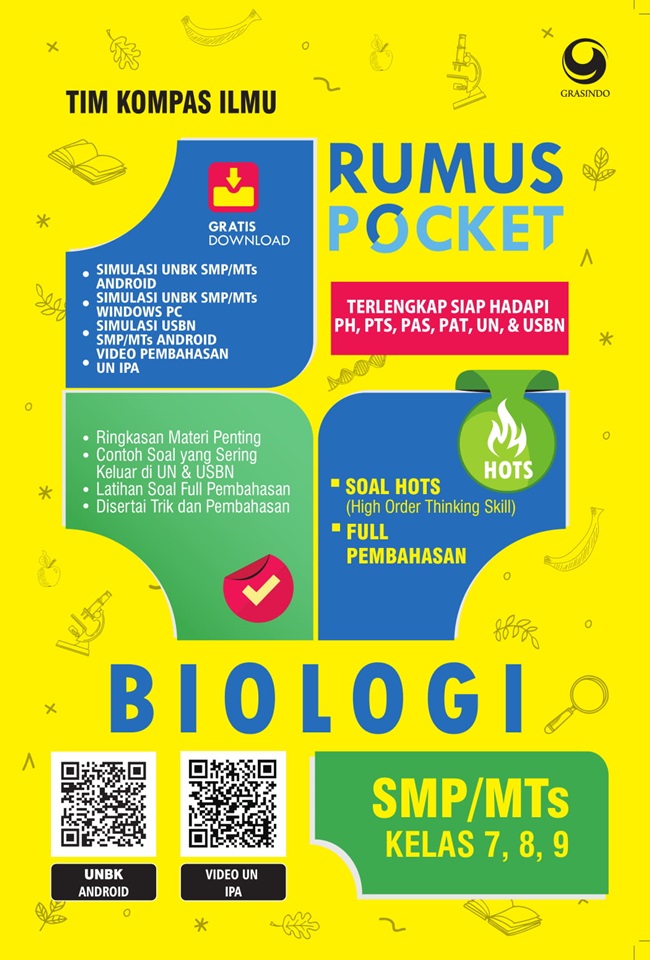 GRASINDO
TIM KOMPAS ILMU
RUMUS
POCKET
GRATIS
DOWNLOAD
• SIMULASI UNBK SMP/MTs
ANDROID
• SIMULASI UNBK SMP/MTs
WINDOWS PC
• SIMULASI USBN
SMP/MTs ANDROID
VIDEO PEMBAHASAN
• UN IPA
TERLENGKAP SIAP HADAPI
PH, PTS, PAS, PAT, UN, & USBN
• Ringkasan Materi Penting
• Contoh Soal yang Sering
Keluar di UN & USBN
• Latihan Soal Full Pembahasan
• Disertai Trik dan Pembahasan
HOTS
SOAL HOTS
(High Order Thinking Skill)
FULL
PEMBAHASAN
BIOLOGI
UNBK
ANDROID
VIDEO UN
IPA
SMP/MTs
KELAS 7, 8, 9